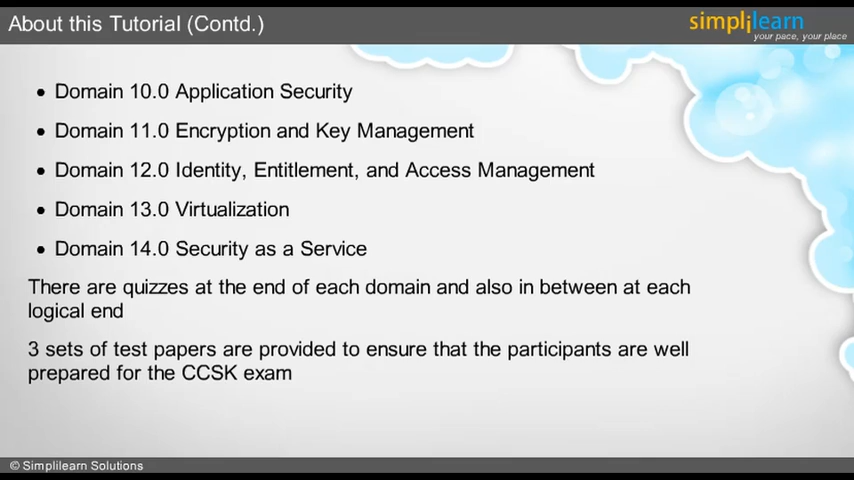 About this Tutorial (Contd.)
simplilearn
your pace, your place
• Domain 10.0 Application Security
• Domain 11.0 Encryption and Key Management
• Domain 12.0 Identity, Entitlement, and Access Management
• Domain 13.0 Virtualization
• Domain 14.0 Security as a Service
There are quizzes at the end of each domain and also in between at each
logical end
3 sets of test papers are provided to ensure that the participants are well
prepared for the CCSK exam
© Simplilearn Solutions